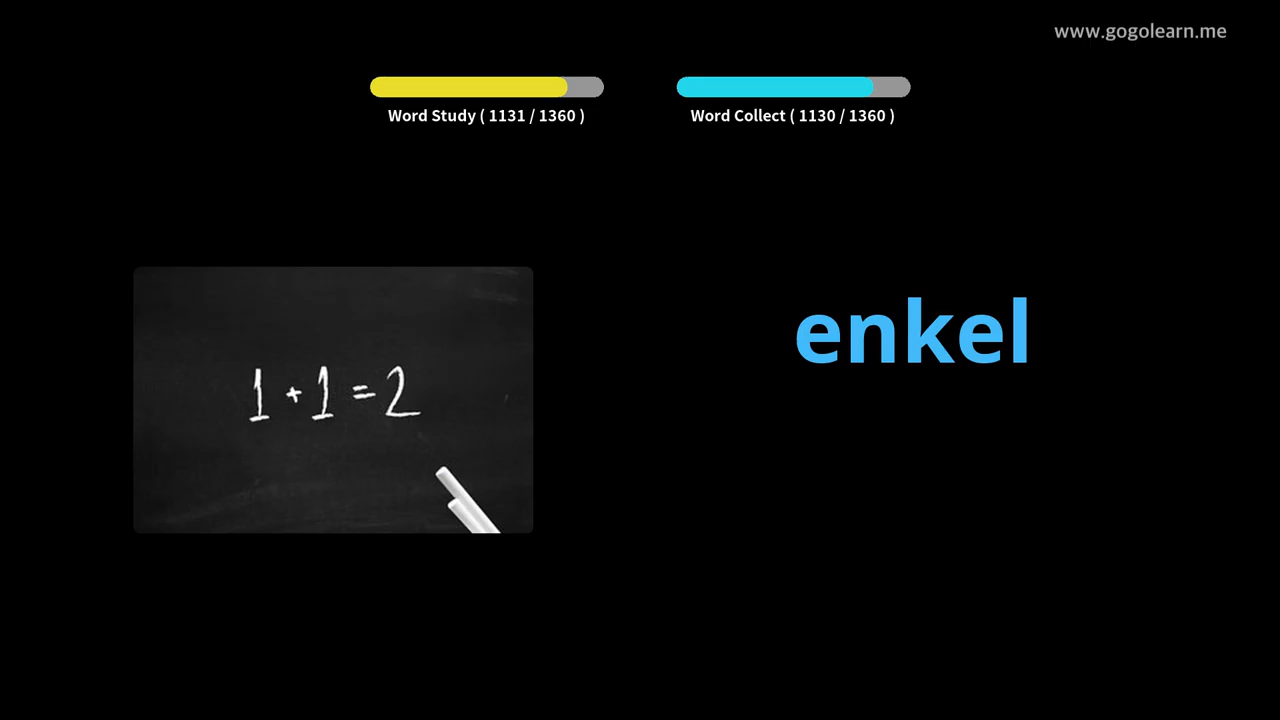 www.gogolearn.me
Word Study ( 1131 / 1360 )
Word Collect ( 1130 / 1360 )
enkel
1 + 1 = 2